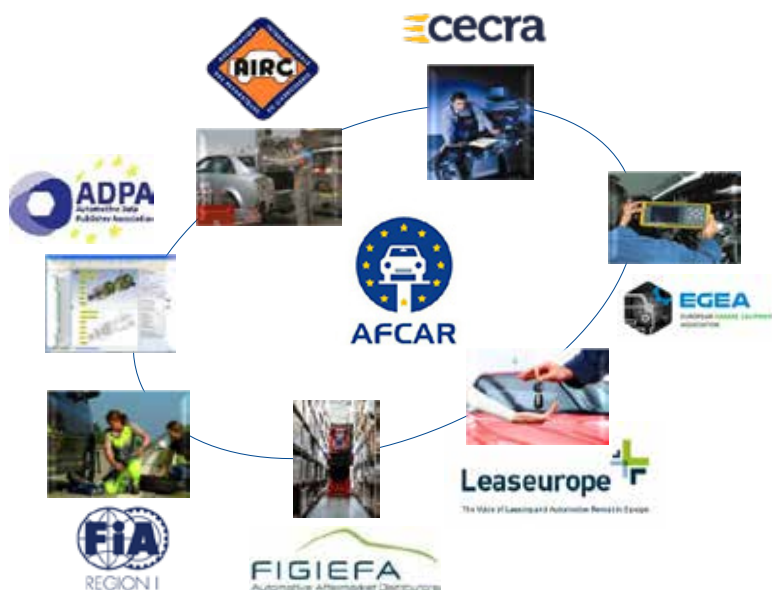 cecra
AIRC
ADPA
Automotive Data
Publisher Association
AFCAR
EGEA
EUROPEAN GARAGE EQUIPMENT
ASSOCIATION
Leaseurope
The Voice of Leasing and Automotive Rental in Europe
FiA
REGION I
FIGIEFA
Automotive Aftermarket Distributors